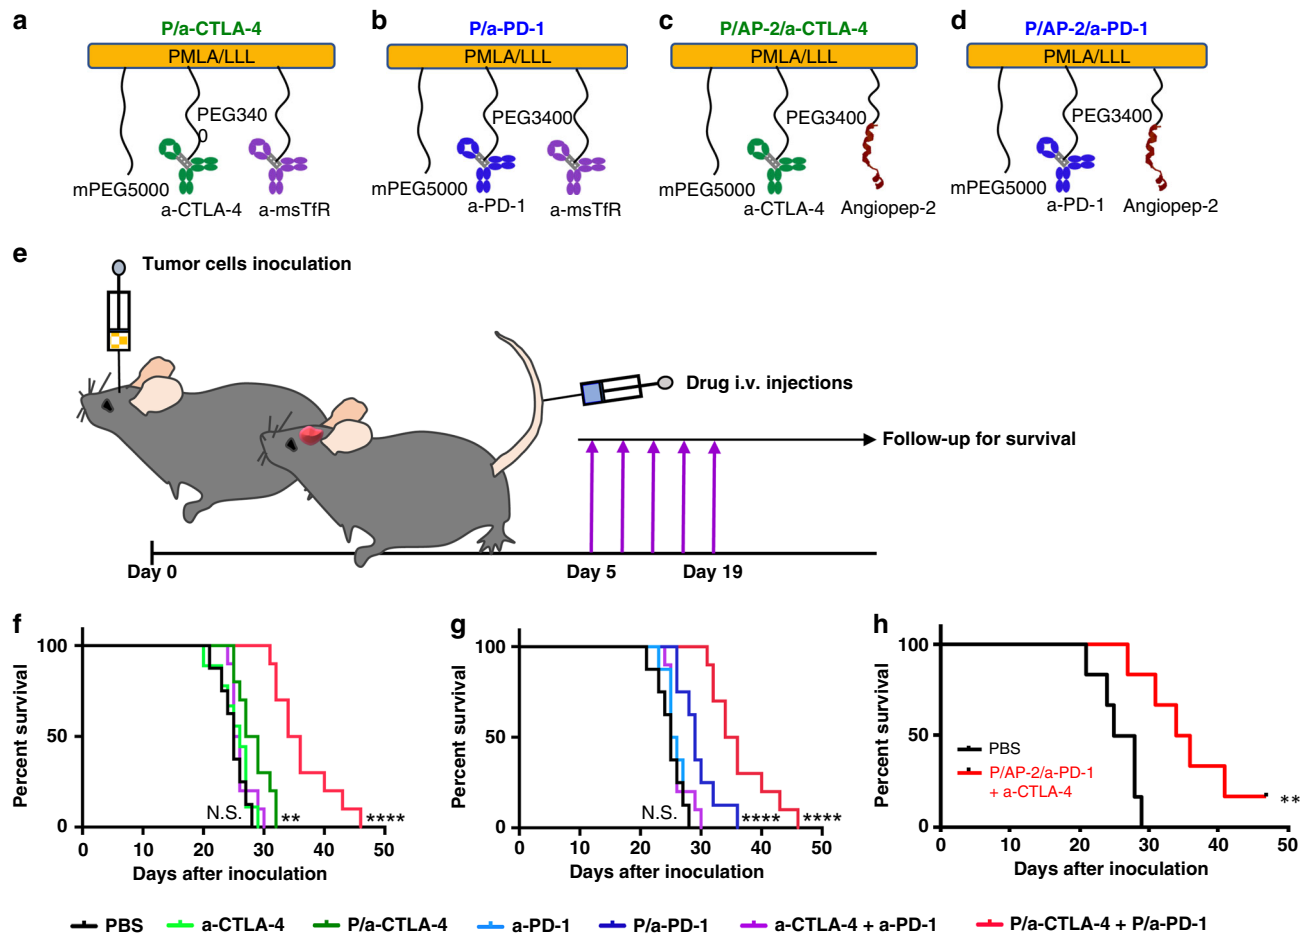 a
P/a-CTLA-4
PMLA/LLL
PEG340
0
mPEG5000
a-CTLA-4
a-msTfR
b
P/a-PD-1
PMLA/LLL
PEG3400
mPEG5000
a-PD-1
a-msTfR
c
P/AP-2/a-CTLA-4
PMLA/LLL
PEG3400
mPEG5000
a-CTLA-4
Angiopep-2
d
P/AP-2/a-PD-1
PMLA/LLL
PEG3400
mPEG5000
a-PD-1
Angiopep-2
e
Tumor cells inoculation
Drug i.v. injections
Follow-up for survival
Day 0
Day 5
Day 19
f
Percent survival
100
50
0
N.S.
**
****
0 10 20 30 40 50
Days after inoculation
g
Percent survival
100
50
0
N.S.
****
****
0 10 20 30 40 50
Days after inoculation
h
Percent survival
100
50
0
PBS
P/AP-2/a-PD-1
+ a-CTLA-4
**
0 10 20 30 40 50
Days after inoculation
PBS a-CTLA-4 P/a-CTLA-4 a-PD-1 P/a-PD-1 a-CTLA-4 + a-PD-1 P/a-CTLA-4 + P/a-PD-1